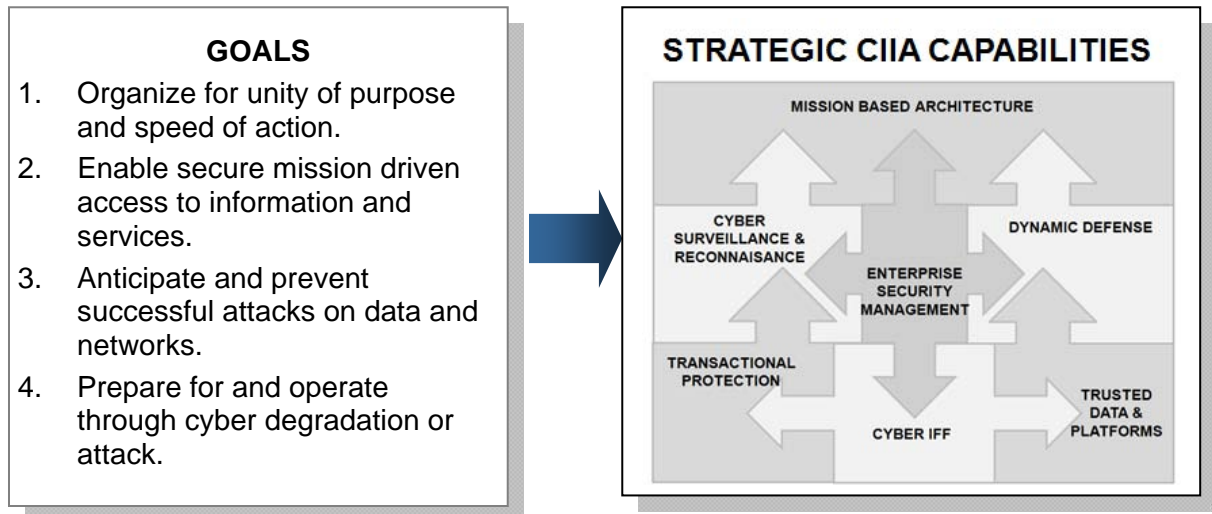 GOALS
1. Organize for unity of purpose
and speed of action.
2. Enable secure mission driven
access to information and
services.
3. Anticipate and prevent
successful attacks on data and
networks.
4. Prepare for and operate
through cyber degradation or
attack.
STRATEGIC CIIA CAPABILITIES
MISSION BASED ARCHITECTURE
CYBER
SURVEILLANCE &
RECONNAISANCE
DYNAMIC DEFENSE
ENTERPRISE
SECURITY
MANAGEMENT
TRANSACTIONAL
PROTECTION
CYBER IFF
TRUSTED
DATA &
PLATFORMS